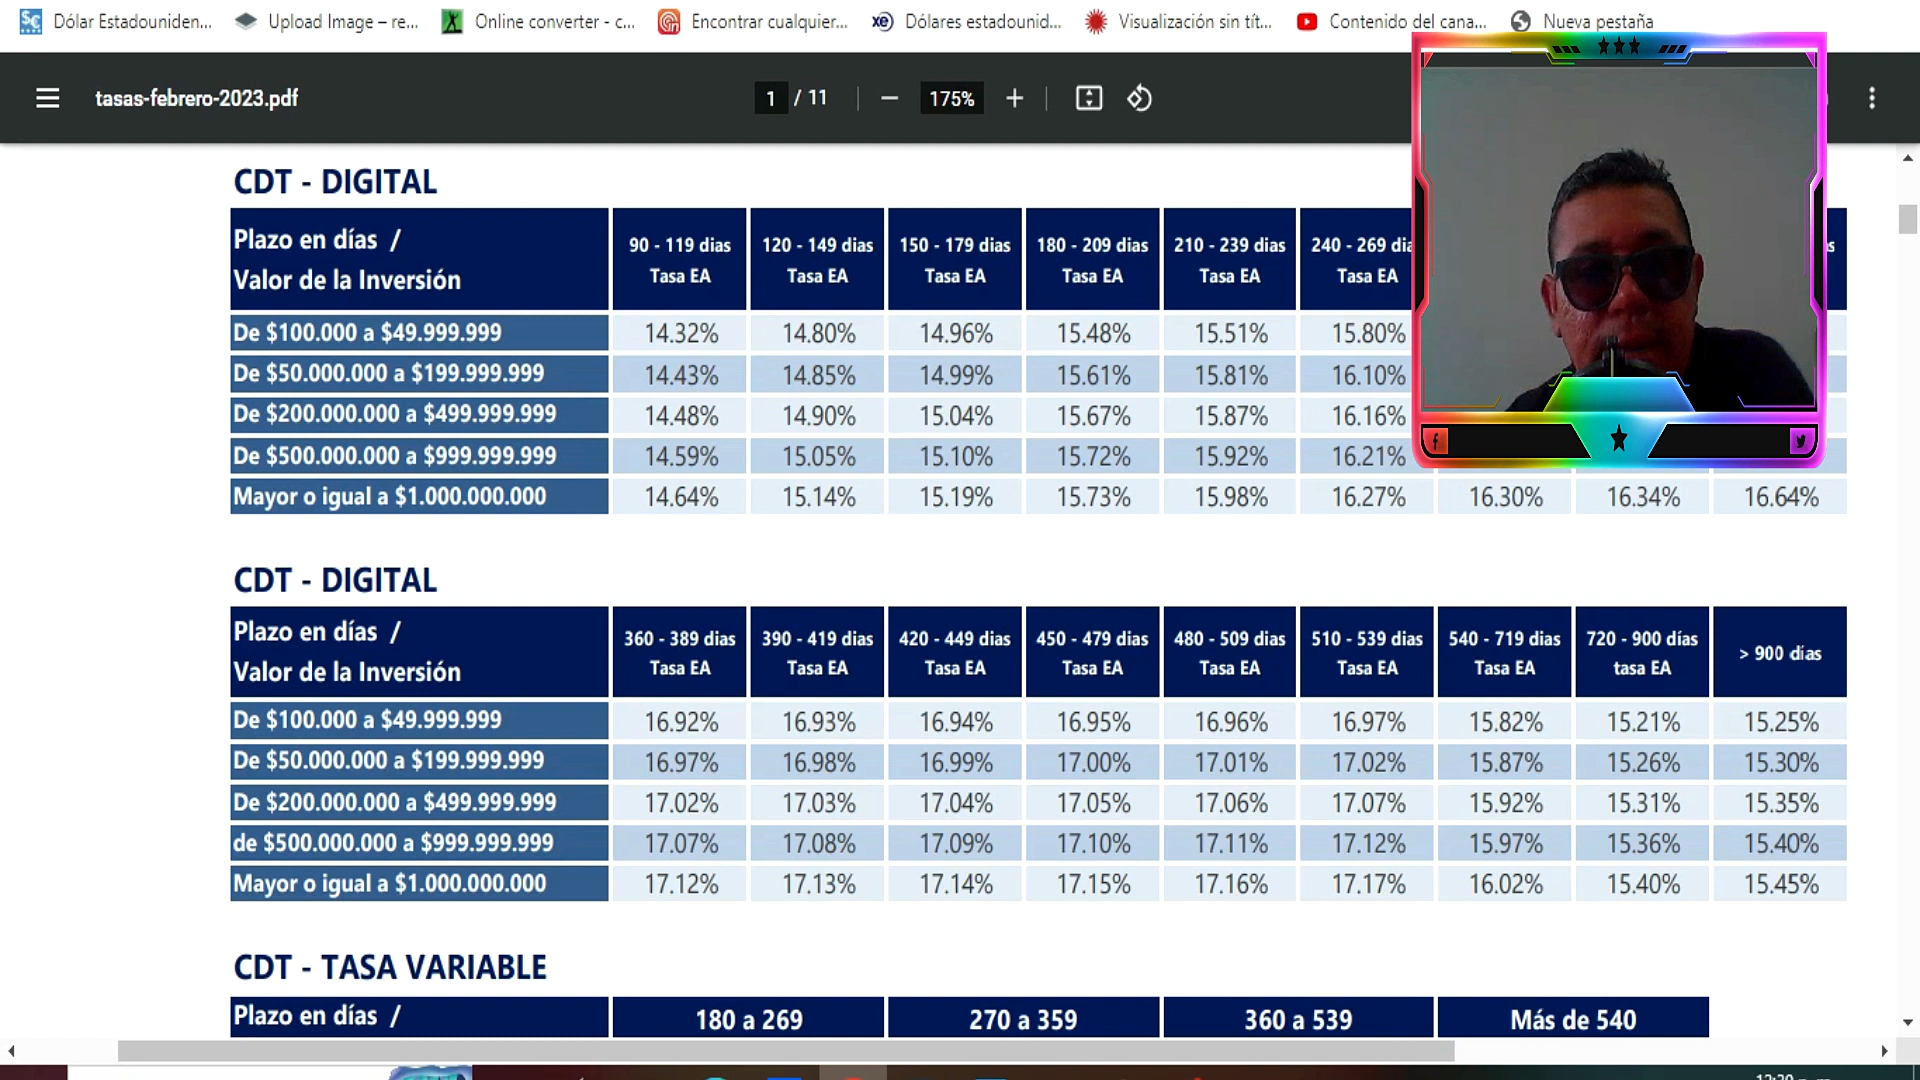 Dólar Estadouniden... Upload Image – re... Online converter - c... Encontrar cualquier... Dólares estadounid... Visualización sin tít... Contenido del cana... Nueva pestaña
tasas-febrero-2023.pdf 1 / 11 175%
CDT - DIGITAL
Plazo en días /
Valor de la Inversión
90 - 119 dias 120 - 149 dias 150 - 179 dias 180 - 209 dias 210 - 239 dias 240 - 269
Tasa EA Tasa EA Tasa EA Tasa EA Tasa EA Tasa EA
De $100.000 a $49.999.999 14.32% 14.80% 14.96% 15.48% 15.51% 15.80%
De $50.000.000 a $199.999.999 14.43% 14.85% 14.99% 15.61% 15.81% 16.10%
De $200.000.000 a $499.999.999 14.48% 14.90% 15.04% 15.67% 15.87% 16.16%
De $500.000.000 a $999.999.999 14.59% 15.05% 15.10% 15.72% 15.92% 16.21%
Mayor o igual a $1.000.000.000 14.64% 15.14% 15.19% 15.73% 15.98% 16.27% 16.30% 16.34% 16.64%
CDT - DIGITAL
Plazo en días /
Valor de la Inversión
360 - 389 dias 390 - 419 dias 420 - 449 dias 450 - 479 dias 480 - 509 dias 510 - 539 dias 540 - 719 dias 720 - 900 días > 900 días
Tasa EA Tasa EA Tasa EA Tasa EA Tasa EA Tasa EA Tasa EA tasa EA
De $100.000 a $49.999.999 16.92% 16.93% 16.94% 16.95% 16.96% 16.97% 15.82% 15.21% 15.25%
De $50.000.000 a $199.999.999 16.97% 16.98% 16.99% 17.00% 17.01% 17.02% 15.87% 15.26% 15.30%
De $200.000.000 a $499.999.999 17.02% 17.03% 17.04% 17.05% 17.06% 17.07% 15.92% 15.31% 15.35%
de $500.000.000 a $999.999.999 17.07% 17.08% 17.09% 17.10% 17.11% 17.12% 15.97% 15.36% 15.40%
Mayor o igual a $1.000.000.000 17.12% 17.13% 17.14% 17.15% 17.16% 17.17% 16.02% 15.40% 15.45%
CDT - TASA VARIABLE
Plazo en días / 180 a 269 270 a 359 360 a 539 Más de 540